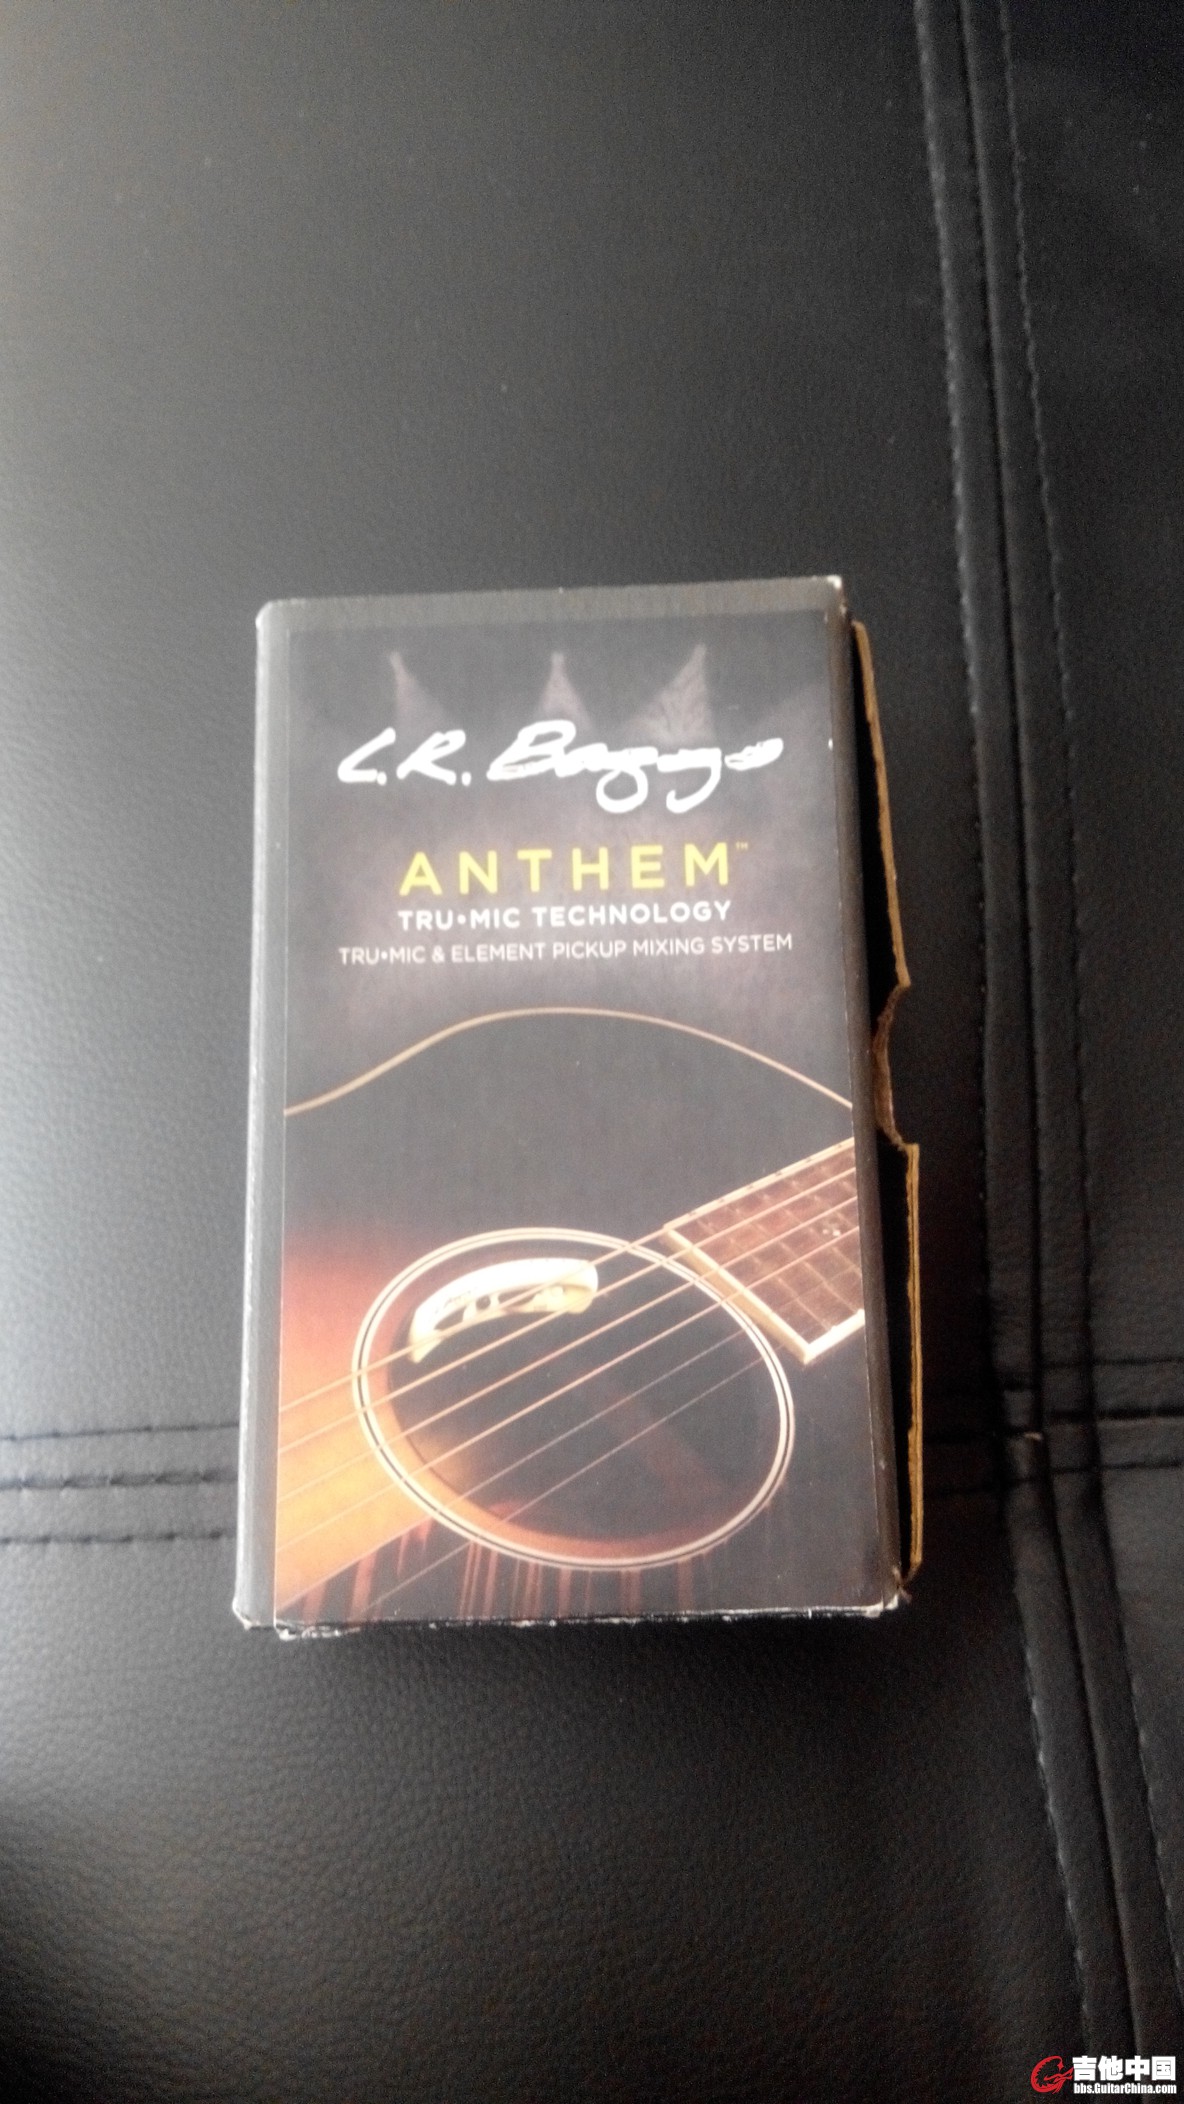 L.R. Baggs
ANTHEM™
TRU•MIC TECHNOLOGY
TRU•MIC & ELEMENT PICKUP MIXING SYSTEM
吉他中国
bbs.GuitarChina.com